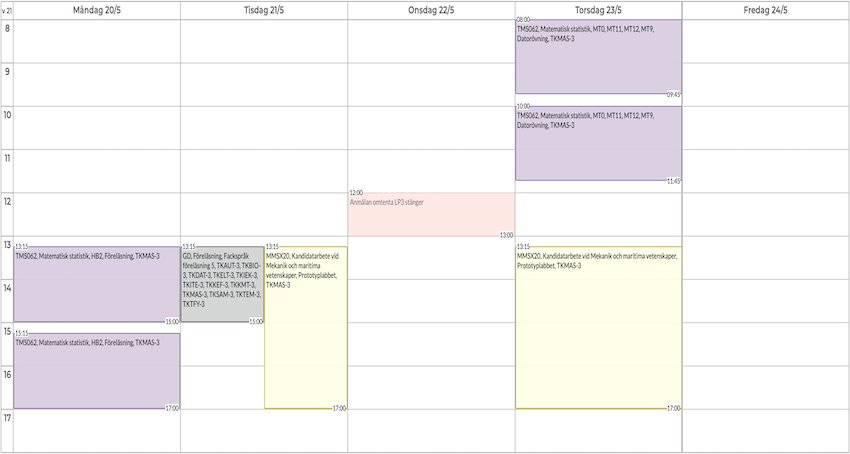 v 21
Måndag 20/5
Tisdag 21/5
Onsdag 22/5
Torsdag 23/5
Fredag 24/5
8
9
10
11
12
13
14
15
16
17
13:15
TMS062, Matematisk statistik, HB2, Föreläsning, TKMAS-3
15:00
15:15
TMS062, Matematisk statistik, HB2, Föreläsning, TKMAS-3
17:00
13:15
GD, Föreläsning, Fackspråk
föreläsning 5, TKAUT-3, TKBIO-
3, TKDAT-3, TKELT-3, TKIEK-3,
TKITE-3, TKKEF-3, TKKMT-3,
TKMAS-3, TKSAM-3, TKTEM-3,
TKTFY-3
15:00
13:15
MMSX20, Kandidatarbete vid
Mekanik och maritima
vetenskaper, Prototyplabbet,
TKMAS-3
17:00
12:00
Anmälan omtenta LP3 stänger
13:00
08:00
TMS062, Matematisk statistik, MT0, MT11, MT12, MT9,
Datorövning, TKMAS-3
09:45
10:00
TMS062, Matematisk statistik, MT0, MT11, MT12, MT9,
Datorövning, TKMAS-3
11:45
13:15
MMSX20, Kandidatarbete vid Mekanik och maritima vetenskaper,
Prototyplabbet, TKMAS-3
17:00